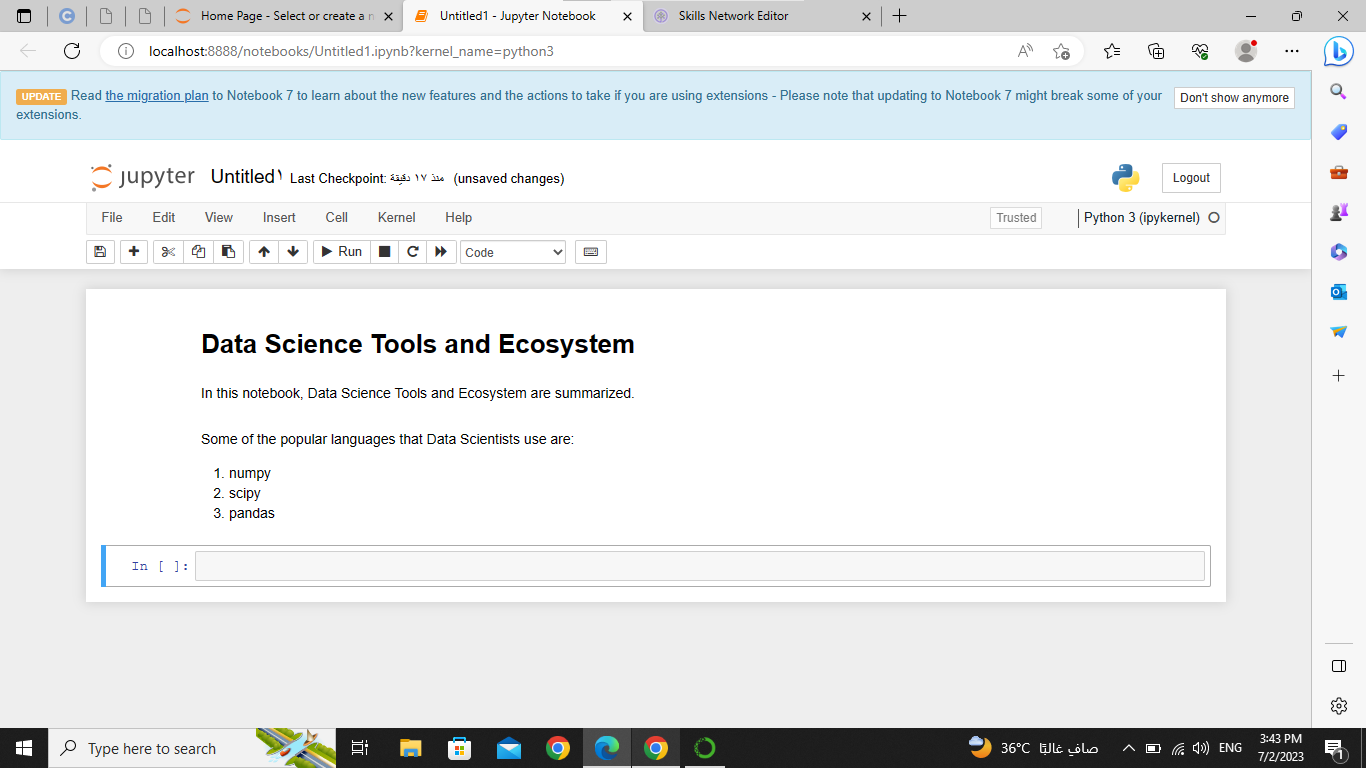 Home Page - Select or create a n
Untitled1 - Jupyter Notebook
Skills Network Editor
localhost:8888/notebooks/Untitled1.ipynb?kernel_name=python3
UPDATE Read the migration plan to Notebook 7 to learn about the new features and the actions to take if you are using extensions - Please note that updating to Notebook 7 might break some of your
extensions.
Don't show anymore
jupyter Untitled١ Last Checkpoint: منذ ١٧ دقيقة (unsaved changes)
Logout
File Edit View Insert Cell Kernel Help
Trusted
Python 3 (ipykernel)
Run
Code
Data Science Tools and Ecosystem
In this notebook, Data Science Tools and Ecosystem are summarized.
Some of the popular languages that Data Scientists use are:
1. numpy
2. scipy
3. pandas
In [ ]:
Type here to search
36°C صافٍ غالبًا
ENG
3:43 PM
7/2/2023
1